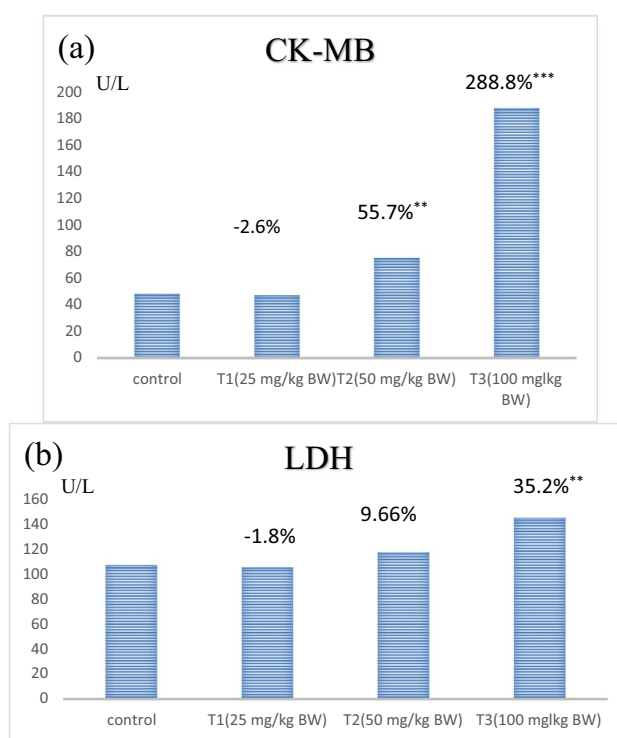 (a)
CK-MB
U/L
200
180
160
140
120
100
80
60
40
20
0
288.8%***
55.7%**
-2.6%
control
T1(25 mg/kg BW)
T2(50 mg/kg BW)
T3(100 mglkg
BW)
(b)
LDH
U/L
160
140
120
100
80
60
40
20
0
35.2%**
9.66%
-1.8%
control
T1(25 mg/kg BW)
T2(50 mg/kg BW)
T3(100 mglkg BW)